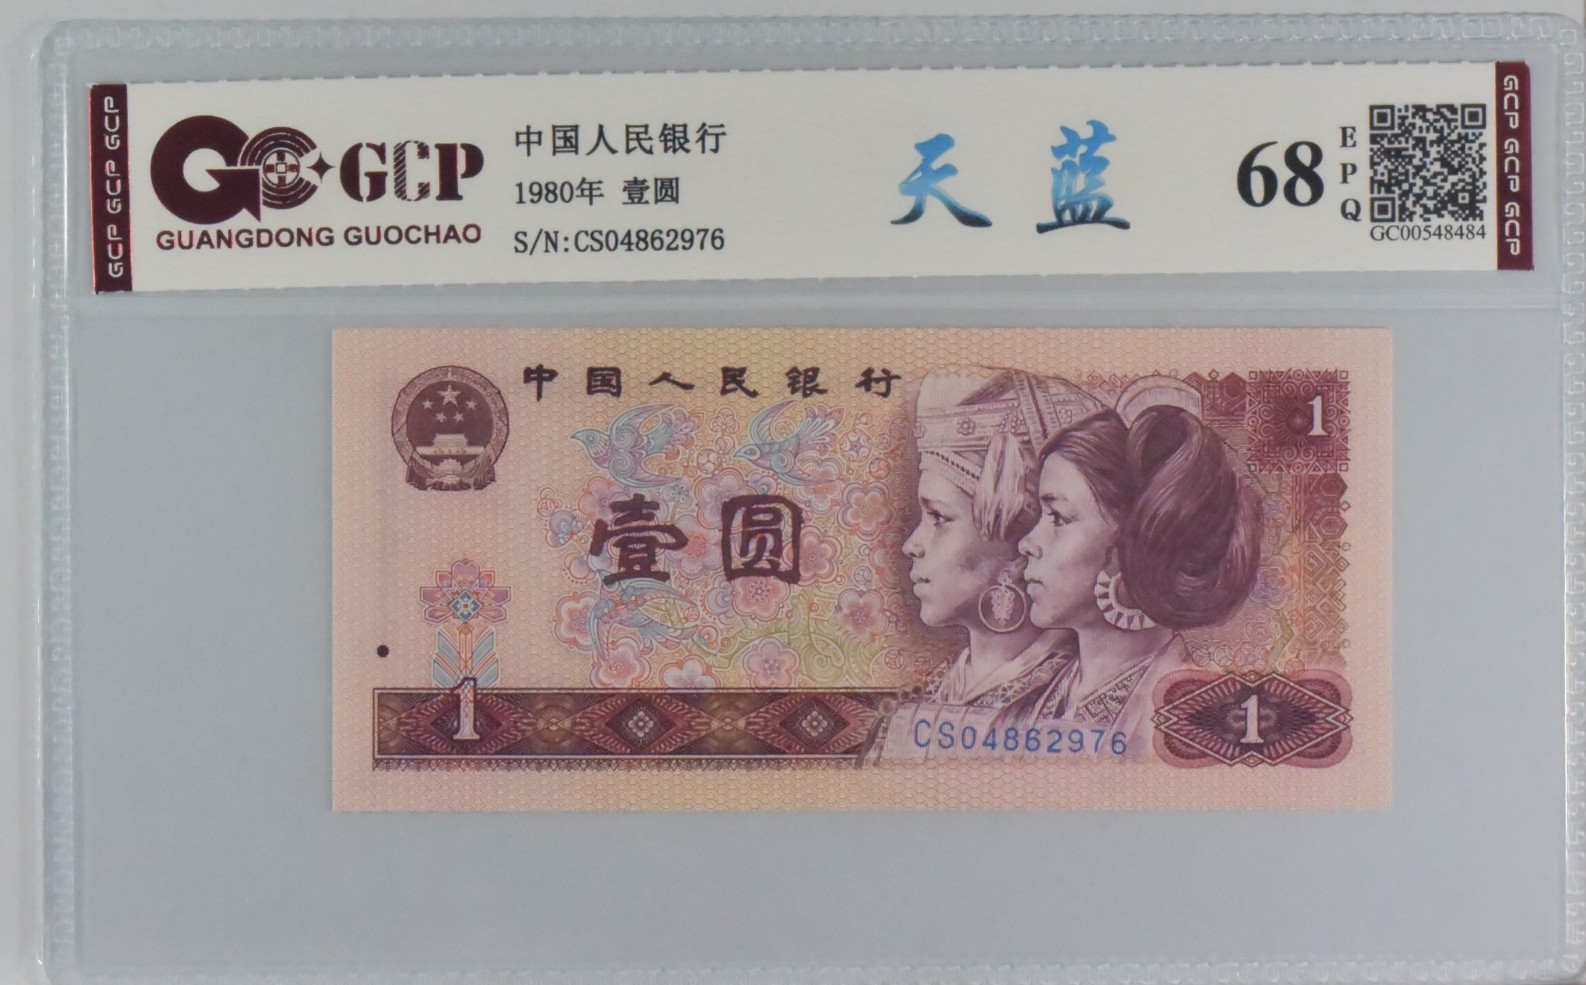 GCP GCP GCP
GCP
GUANGDONG GUOCHAO
中国人民银行
1980年 壹圆
S/N:CS04862976
天蓝
68
EPQ
GC00548484
GCP GCP GCP
中国人民银行
1
壹圆
1
CS04862976
1